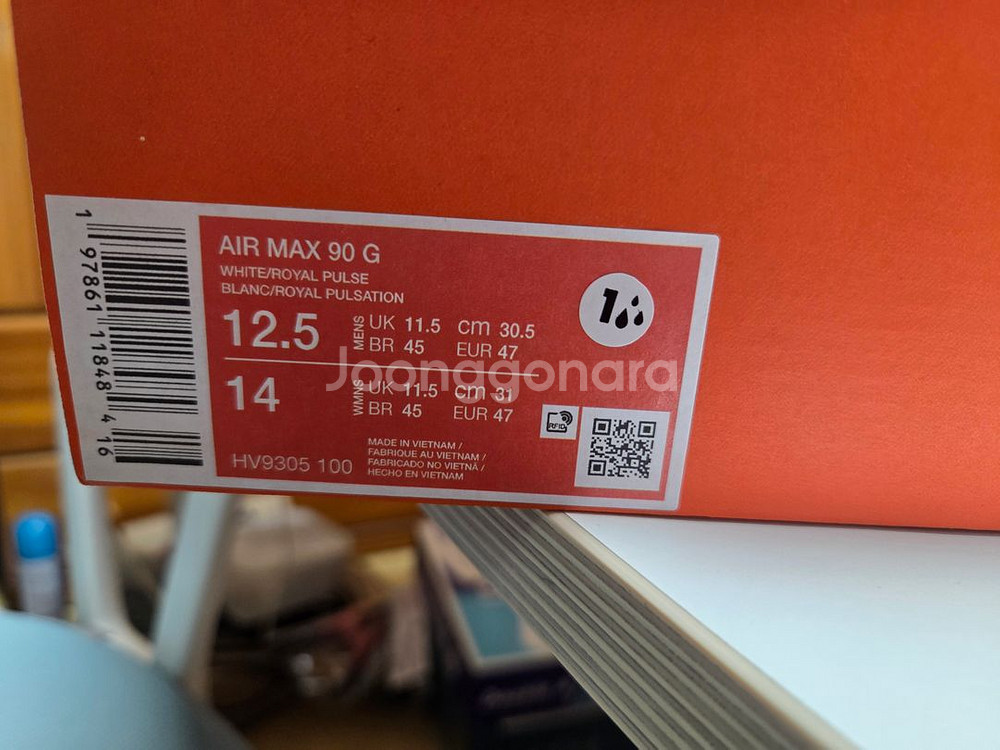 AIR MAX 90 G
WHITE/ROYAL PULSE
BLANC/ROYAL PULSATION
12.5 MENS UK 11.5 cm 30.5
BR 45 EUR 47
14 WMNS UK 11.5 cm 31
BR 45 EUR 47
HV9305 100
MADE IN VIETNAM /
FABRIQUE AU VIETNAM /
FABRICADO NO VIETNÃ /
HECHO EN VIETNAM
1
RFID
1 97861 11848 4 16
Joonggonara